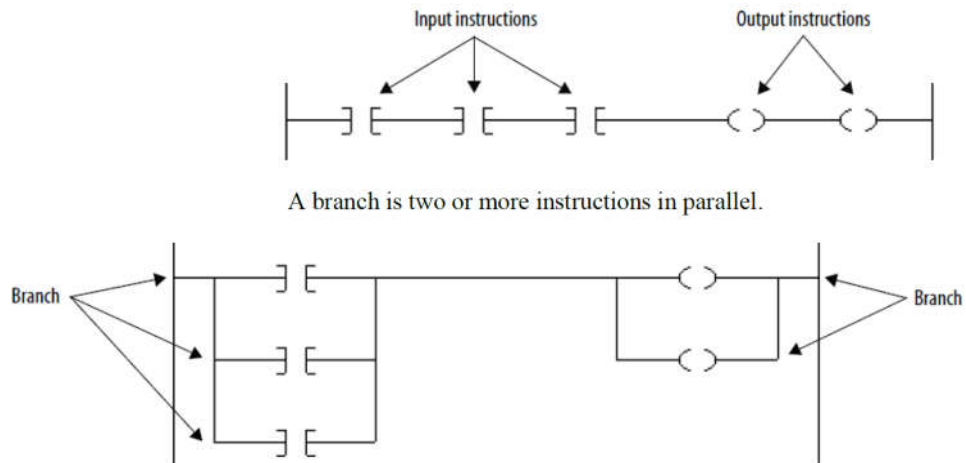 Input instructions
Output instructions
A branch is two or more instructions in parallel.
Branch
Branch